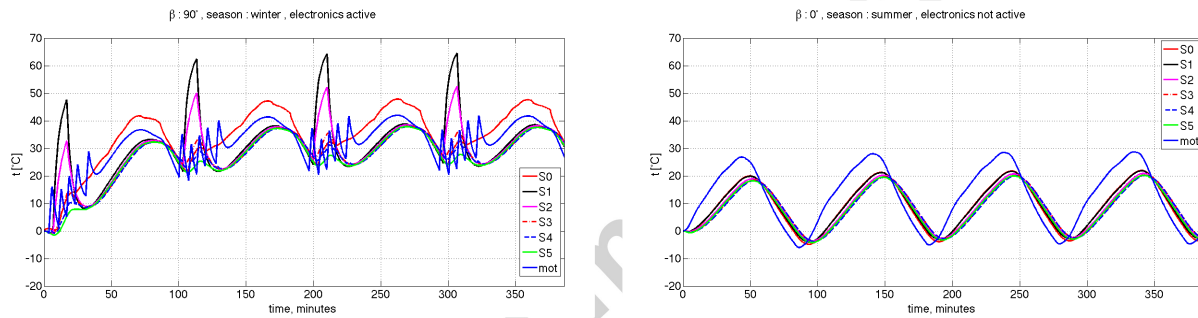 β : 90°, season : winter , electronics active
70
60
50
40
30
20
10
0
-10
-20
t [°C]
0 50 100 150 200 250 300 350
time, minutes
S0
S1
S2
S3
S4
S5
mot
β : 0°, season : summer , electronics not active
70
60
50
40
30
20
10
0
-10
-20
t [°C]
0 50 100 150 200 250 300 350
time, minutes
S0
S1
S2
S3
S4
S5
mot